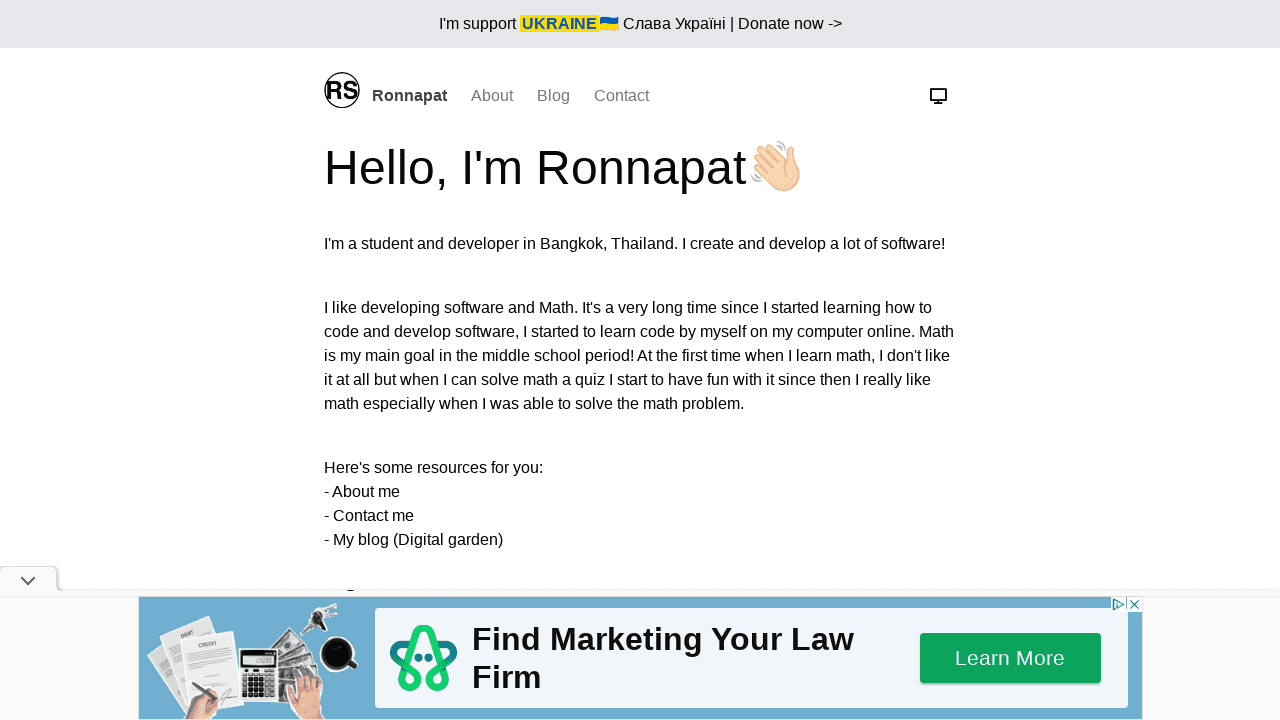 I'm support UKRAINE🇺🇦 Слава Україні | Donate now ->
RS Ronnapat About Blog Contact
Hello, I'm Ronnapat👋🏻
I'm a student and developer in Bangkok, Thailand. I create and develop a lot of software!
I like developing software and Math. It's a very long time since I started learning how to
code and develop software, I started to learn code by myself on my computer online. Math
is my main goal in the middle school period! At the first time when I learn math, I don't like
it at all but when I can solve math a quiz I start to have fun with it since then I really like
math especially when I was able to solve the math problem.
Here's some resources for you:
- About me
- Contact me
- My blog (Digital garden)
DEBT
CREDIT
Find Marketing Your Law
Firm
Learn More